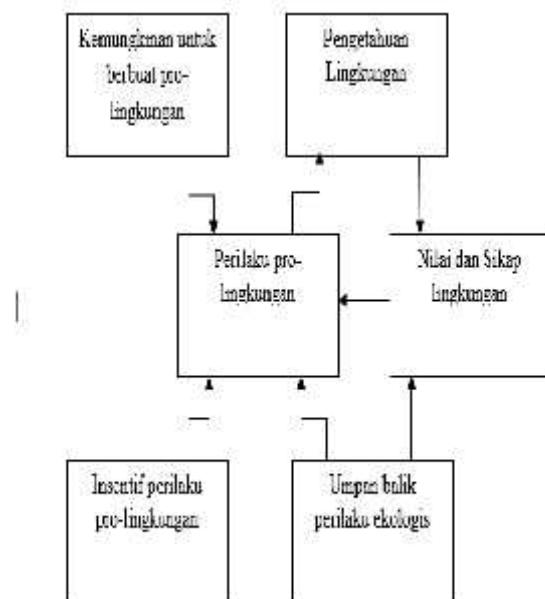 Kemungkinan untuk
berbuat pro-
lingkungan
Pengetahuan
Lingkungan
Perilaku pro-
lingkungan
Nilai dan Sikap
lingkungan
Insentif perilaku
pro-lingkungan
Umpan balik
perilaku ekologis